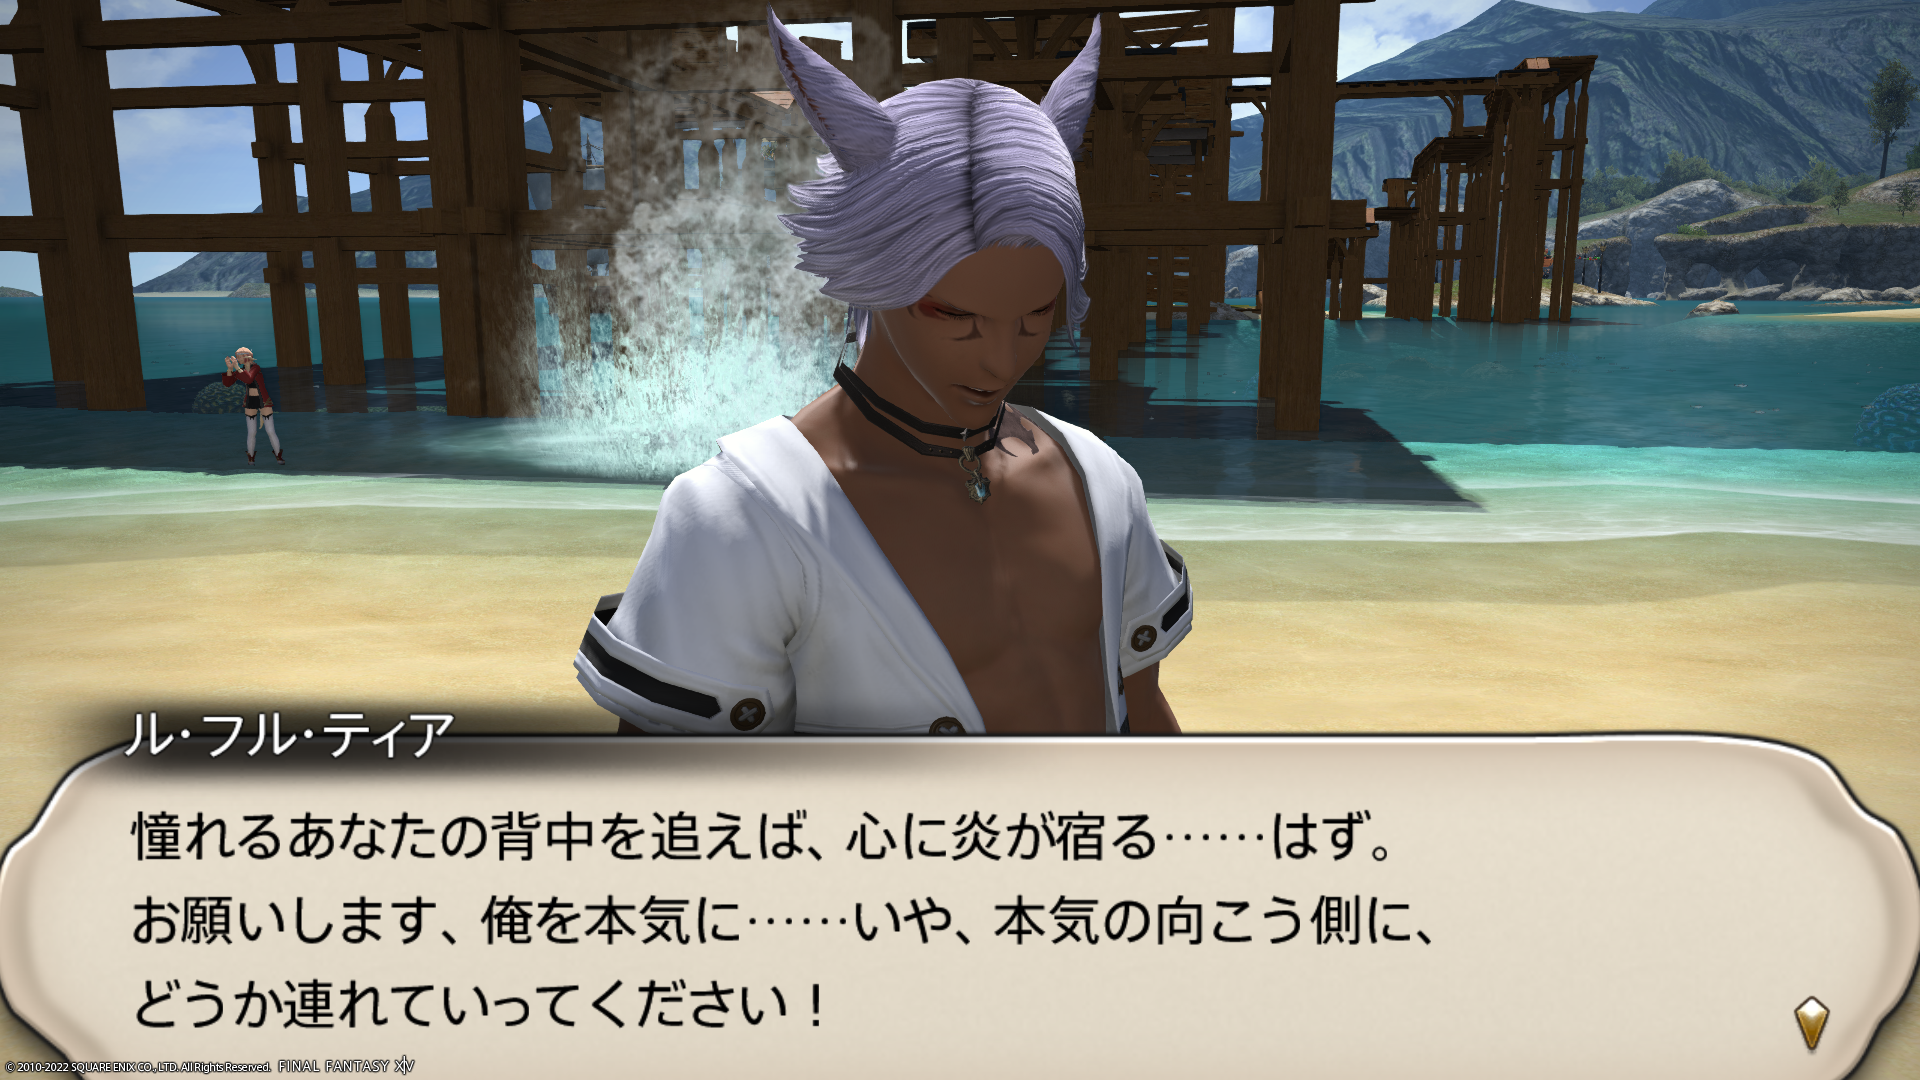 ル・フル・ティア
憧れるあなたの背中を追えば、心に炎が宿る……はず。
お願いします、俺を本気に……いや、本気の向こう側に、
どうか連れていってください！
© 2010-2022 SQUARE ENIX CO., LTD. All Rights Reserved. FINAL FANTASY XIV